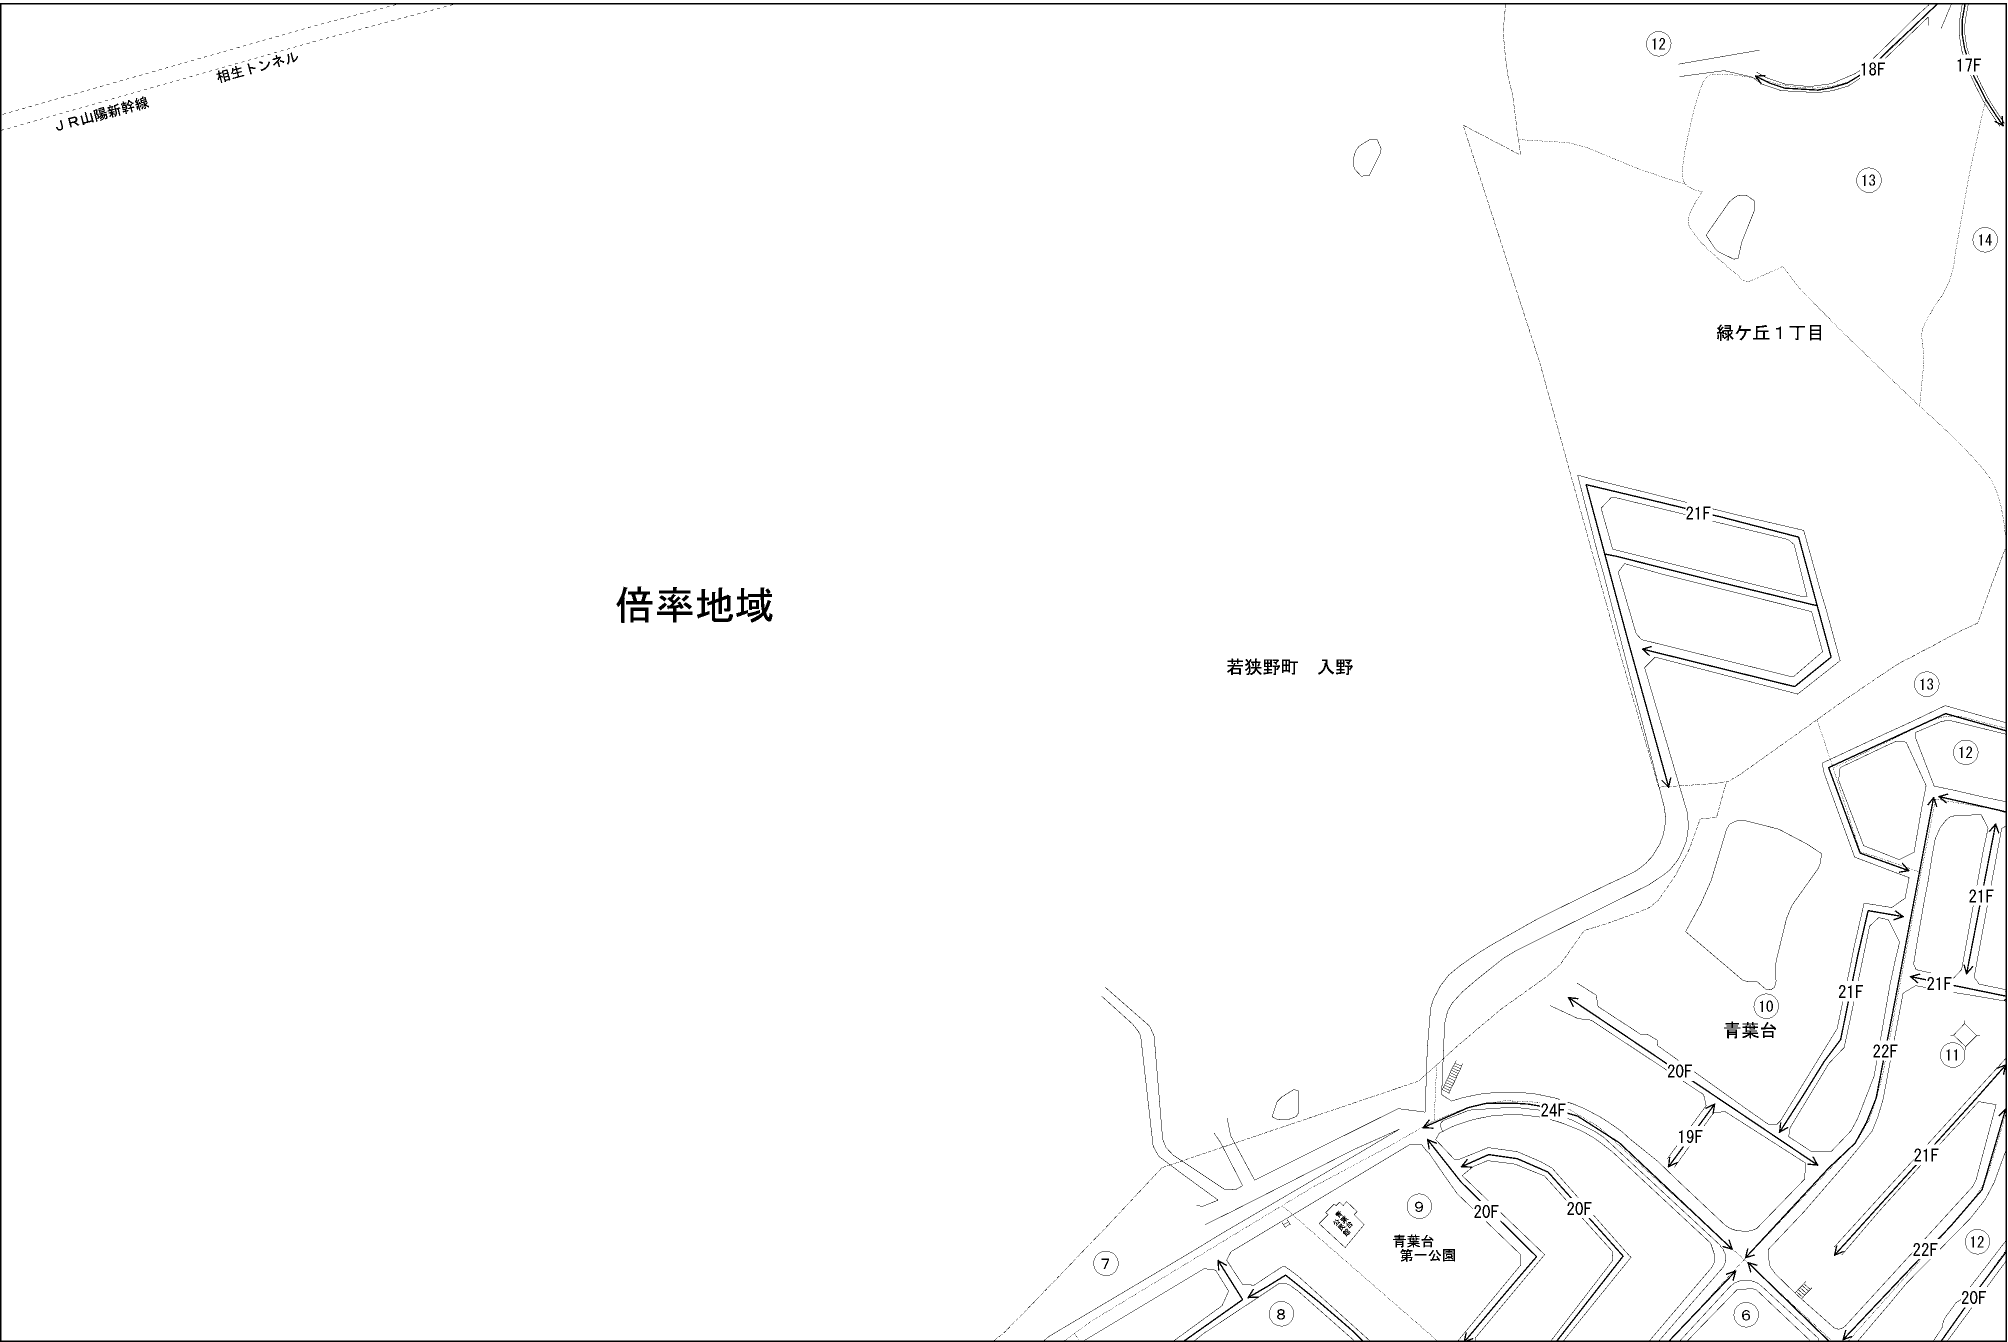 相生トンネル
ＪＲ山陽新幹線
12
18F
17F
13
14
緑ケ丘１丁目
21F
倍率地域
若狭野町　入野
13
12
21F
21F
21F
10
青葉台
22F
11
20F
24F
19F
21F
9
20F
20F
青葉台
第一公園
7
22F
12
20F
8
6